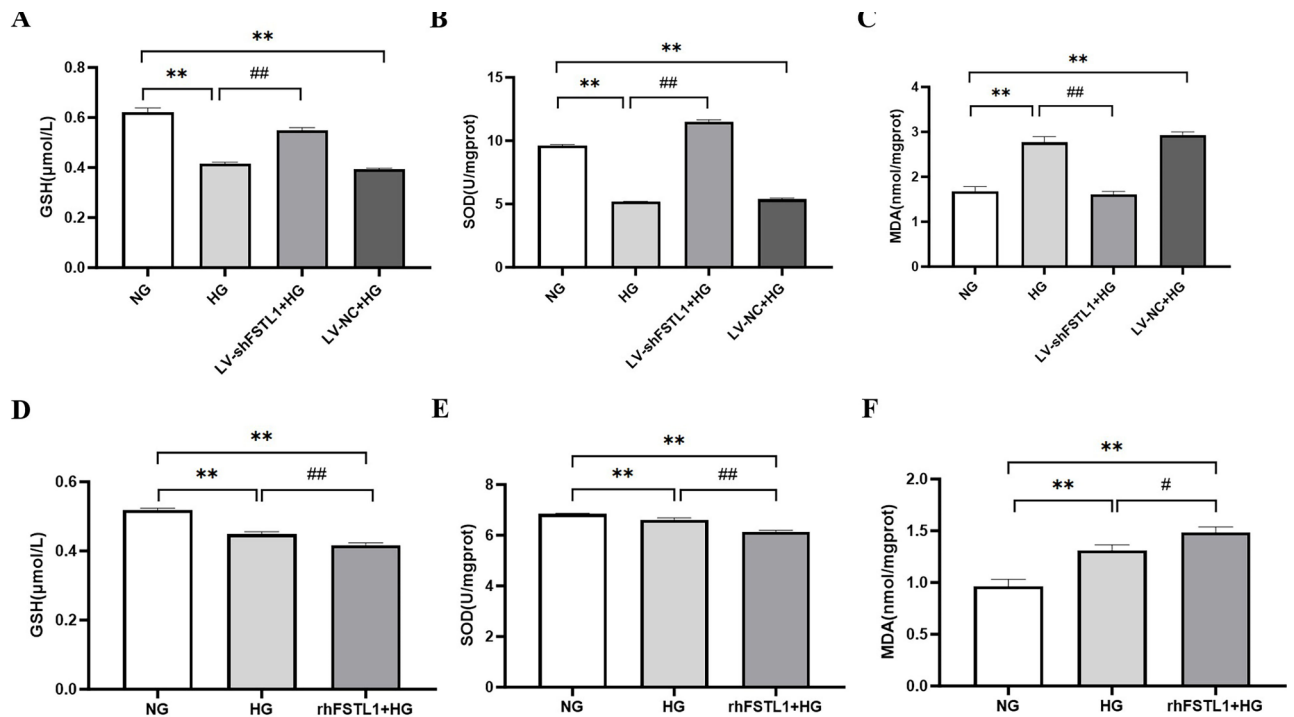 A
**
**
##
GSH(μmol/L)
0.8
0.6
0.4
0.2
0.0
NG
HG
LV-shFSTL1+HG
LV-NC+HG
B
**
**
##
SOD(U/mgprot)
15
10
5
0
NG
HG
LV-shFSTL1+HG
LV-NC+HG
C
**
**
##
MDA(nmol/mgprot)
4
3
2
1
0
NG
HG
LV-shFSTL1+HG
LV-NC+HG
D
**
**
##
GSH(μmol/L)
0.6
0.4
0.2
0.0
NG
HG
rhFSTL1+HG
E
**
**
##
SOD(U/mgprot)
8
6
4
2
0
NG
HG
rhFSTL1+HG
F
**
**
#
MDA(nmol/mgprot)
2.0
1.5
1.0
0.5
0.0
NG
HG
rhFSTL1+HG